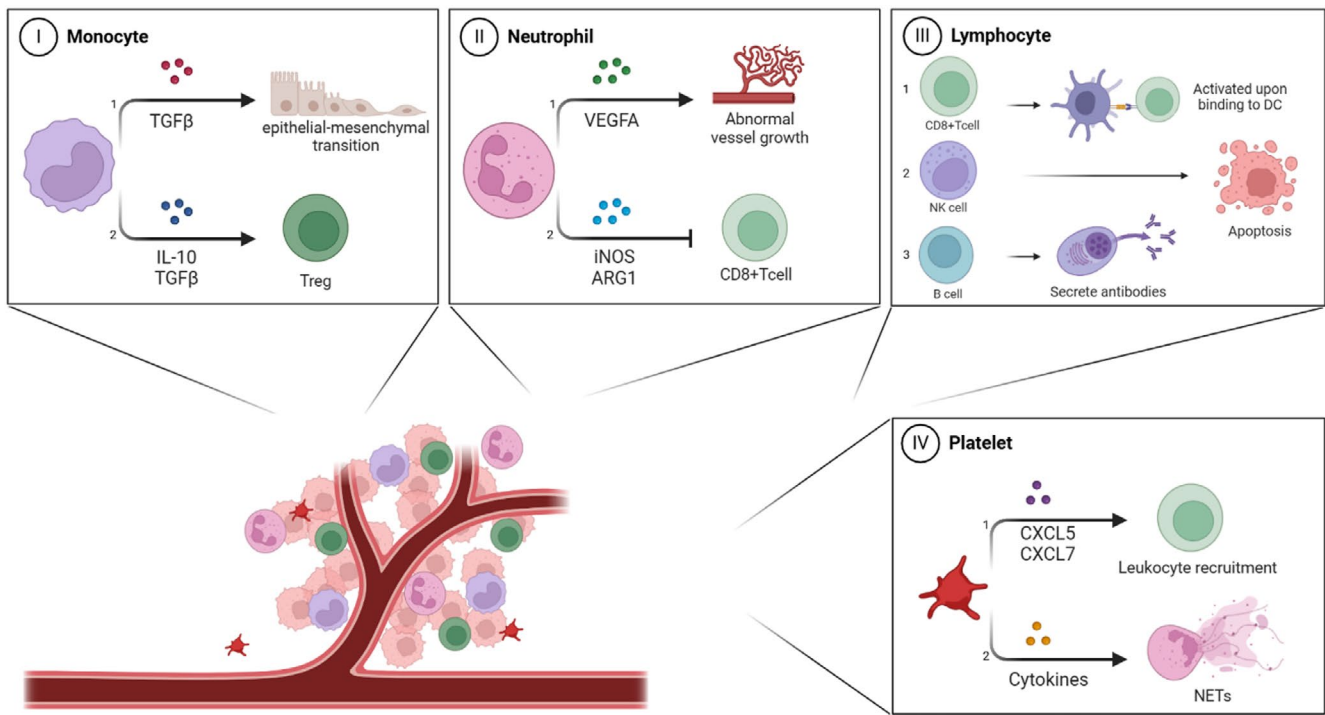 I Monocyte
1
TGFβ
epithelial-mesenchymal
transition
2
IL-10
TGFβ
Treg
II Neutrophil
1
VEGFA
Abnormal
vessel growth
2
iNOS
ARG1
CD8+Tcell
III Lymphocyte
1
CD8+Tcell
Activated upon
binding to DC
2
NK cell
Apoptosis
3
B cell
Secrete antibodies
IV Platelet
1
CXCL5
CXCL7
Leukocyte recruitment
2
Cytokines
NETs